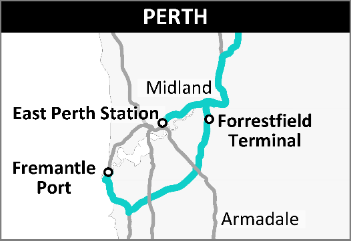 PERTH
Midland
East Perth Station
Forrestfield
Terminal
Fremantle
Port
Armadale